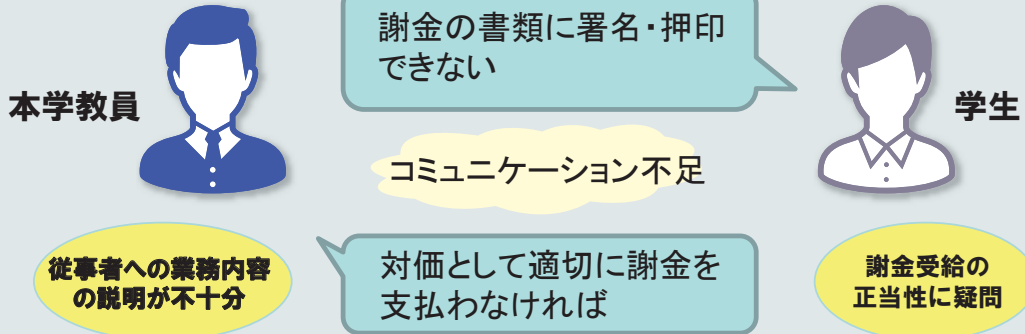 謝金の書類に署名・押印
できない
本学教員
学生
コミュニケーション不足
従事者への業務内容
の説明が不十分
対価として適切に謝金を
支払わなければ
謝金受給の
正当性に疑問